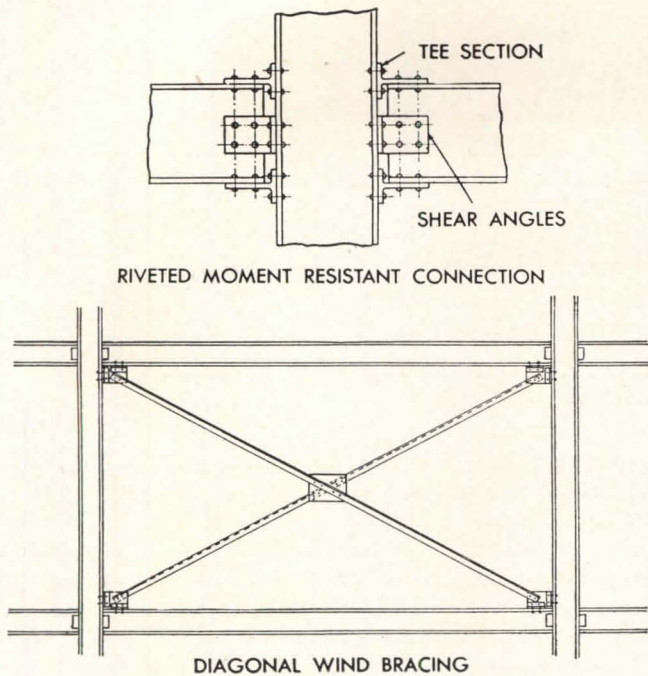 TEE SECTION
SHEAR ANGLES
RIVETED MOMENT RESISTANT CONNECTION
DIAGONAL WIND BRACING